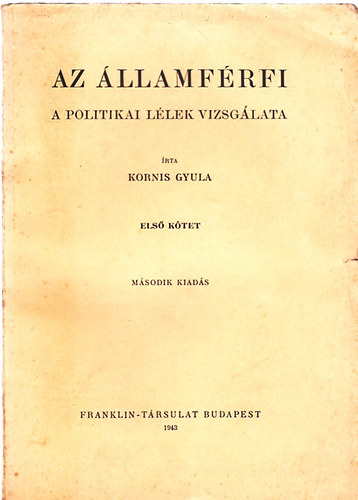 AZ ÁLLAMFÉRFI
A POLITIKAI LÉLEK VIZSGÁLATA
ÍRTA
KORNIS GYULA
ELSŐ KÖTET
MÁSODIK KIADÁS
FRANKLIN-TÁRSULAT BUDAPEST
1943